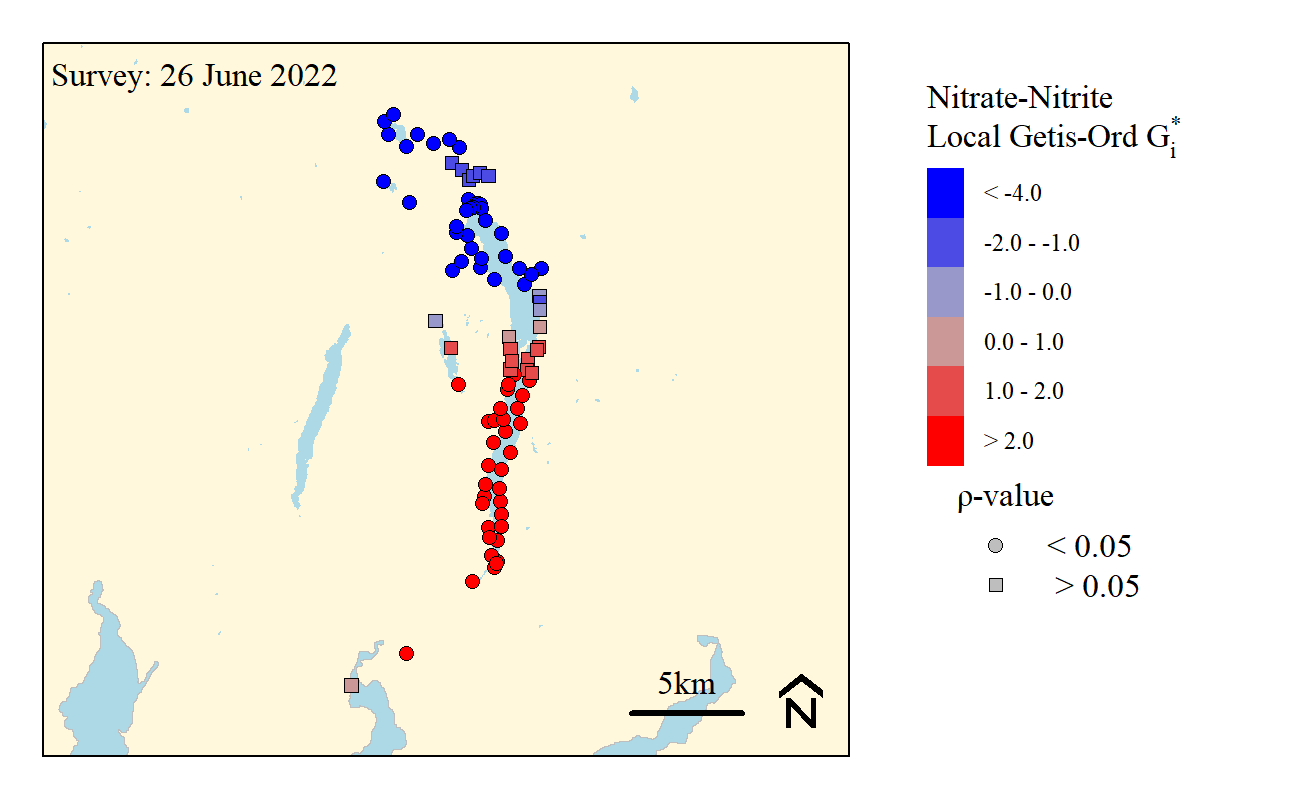 Survey: 26 June 2022
5km
N
Nitrate-Nitrite
Local Getis-Ord G*i
< -4.0
-2.0 - -1.0
-1.0 - 0.0
0.0 - 1.0
1.0 - 2.0
> 2.0
ρ-value
< 0.05
> 0.05